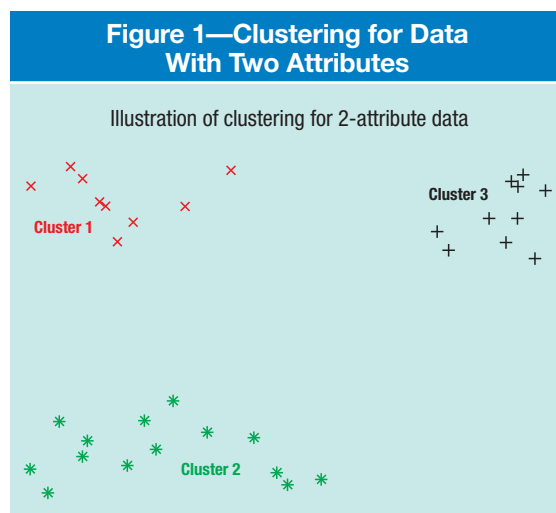 Figure 1—Clustering for Data
With Two Attributes
Illustration of clustering for 2-attribute data
Cluster 3
Cluster 1
Cluster 2